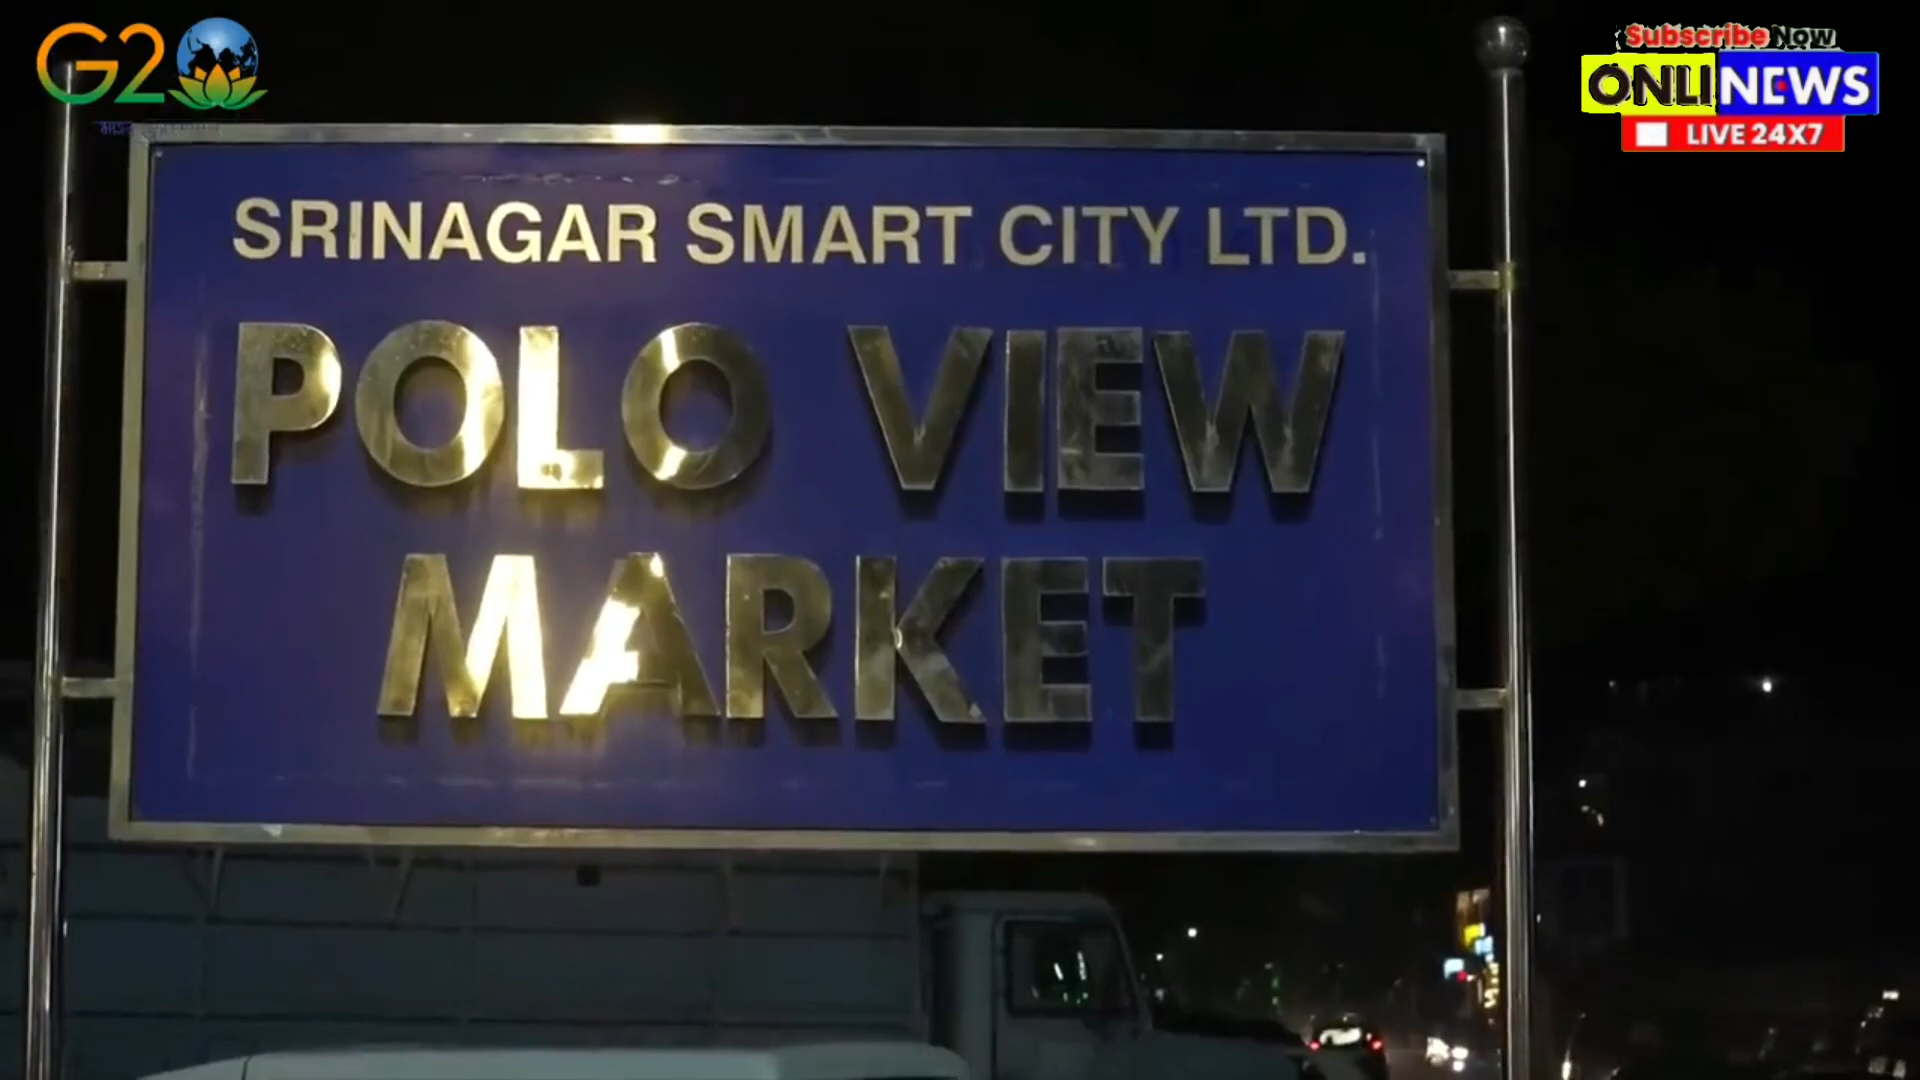 G20
Subscribe Now
ONLINEWS
LIVE 24X7
SRINAGAR SMART CITY LTD.
POLO VIEW
MARKET